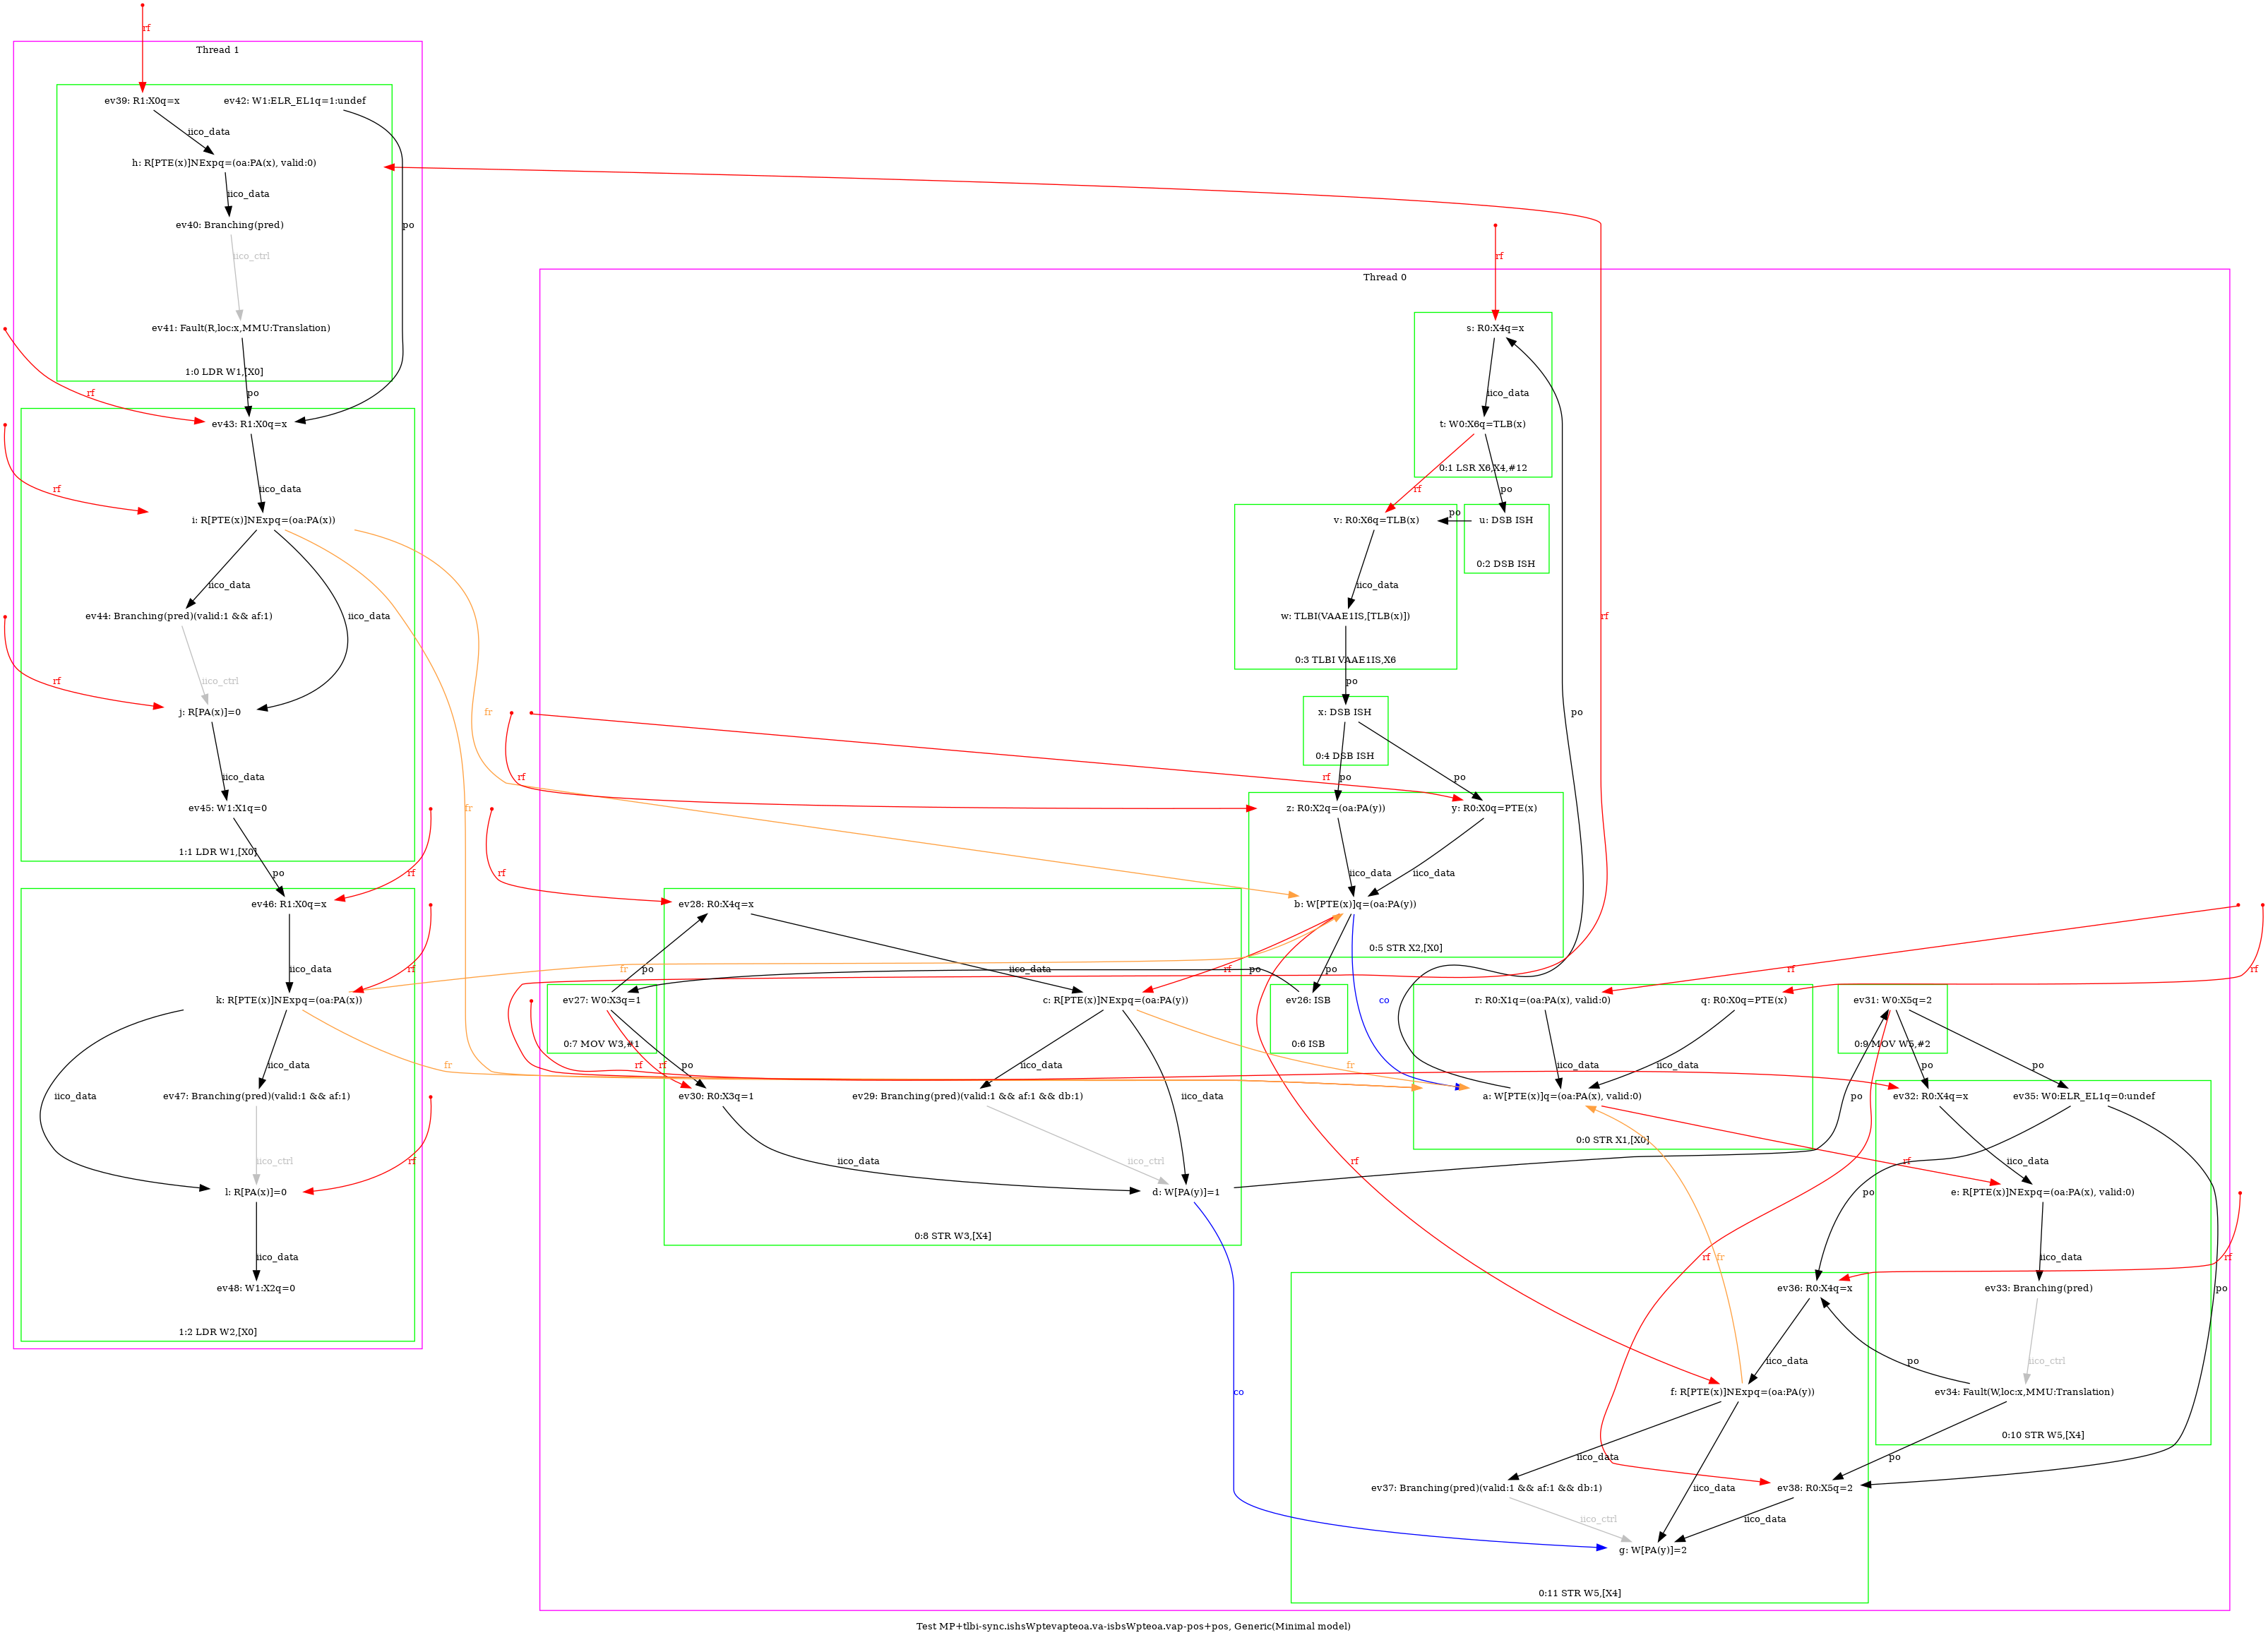 rf
Thread 1
ev39: R1:X0q=x
ev42: W1:ELR_EL1q=1:undef
iico_data
h: R[PTE(x)]NExpq=(oa:PA(x), valid:0)
iico_data
po
ev40: Branching(pred)
iico_ctrl
rf
Thread 0
ev41: Fault(R,loc:x,MMU:Translation)
s: R0:X4q=x
1:0 LDR W1,[X0]
rf
po
iico_data
ev43: R1:X0q=x
t: W0:X6q=TLB(x)
0:1 LSR X6,X4,#12
rf
iico_data
rf
po
i: R[PTE(x)]NExpq=(oa:PA(x))
v: R0:X6q=TLB(x)
po
u: DSB ISH
0:2 DSB ISH
iico_data
iico_data
ev44: Branching(pred)(valid:1 && af:1)
iico_data
w: TLBI(VAAE1IS,[TLB(x)])
rf
0:3 TLBI VAAE1IS,X6
rf
iico_ctrl
po
j: R[PA(x)]=0
fr
x: DSB ISH
po
0:4 DSB ISH
iico_data
rf
rf
po
po
ev45: W1:X1q=0
fr
z: R0:X2q=(oa:PA(y))
y: R0:X0q=PTE(x)
1:1 LDR W1,[X0]
po
rf
rf
iico_data
iico_data
ev46: R1:X0q=x
ev28: R0:X4q=x
b: W[PTE(x)]q=(oa:PA(y))
0:5 STR X2,[X0]
iico_data
rf
fr
po
iico_data
rf
po
po
rf
rf
k: R[PTE(x)]NExpq=(oa:PA(x))
ev27: W0:X3q=1
c: R[PTE(x)]NExpq=(oa:PA(y))
ev26: ISB
co
r: R0:X1q=(oa:PA(x), valid:0)
q: R0:X0q=PTE(x)
ev31: W0:X5q=2
0:7 MOV W3,#1
0:6 ISB
0:9 MOV W5,#2
iico_data
fr
rf
rf
po
iico_data
fr
iico_data
iico_data
po
po
iico_data
ev47: Branching(pred)(valid:1 && af:1)
ev30: R0:X3q=1
ev29: Branching(pred)(valid:1 && af:1 && db:1)
iico_data
po
a: W[PTE(x)]q=(oa:PA(x), valid:0)
ev32: R0:X4q=x
ev35: W0:ELR_EL1q=0:undef
0:0 STR X1,[X0]
iico_ctrl
rf
iico_data
iico_ctrl
rf
rf
iico_data
l: R[PA(x)]=0
d: W[PA(y)]=1
po
e: R[PTE(x)]NExpq=(oa:PA(x), valid:0)
0:8 STR W3,[X4]
iico_data
rf
fr
iico_data
rf
ev48: W1:X2q=0
ev36: R0:X4q=x
ev33: Branching(pred)
po
1:2 LDR W2,[X0]
iico_data
po
iico_ctrl
co
f: R[PTE(x)]NExpq=(oa:PA(y))
ev34: Fault(W,loc:x,MMU:Translation)
0:10 STR W5,[X4]
iico_data
iico_data
po
ev37: Branching(pred)(valid:1 && af:1 && db:1)
ev38: R0:X5q=2
iico_ctrl
iico_data
g: W[PA(y)]=2
0:11 STR W5,[X4]
Test MP+tlbi-sync.ishsWptevapteoa.va-isbsWpteoa.vap-pos+pos, Generic(Minimal model)